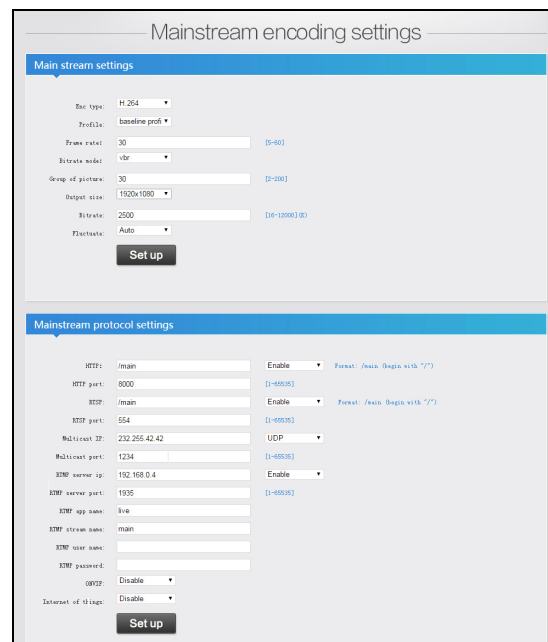 Mainstream encoding settings
Main stream settings
Enc type: H.264
Profile: baseline profi
Frame rate: 30 [5-60]
Bitrate mode: vbr
Group of picture: 30 [2-200]
Output size: 1920x1080
Bitrate: 2500 [16-12000](K)
Fluctuate: Auto
Set up
Mainstream protocol settings
HTTP: /main Enable Format: /main (begin with "/")
HTTP port: 8000 [1-65535]
RTSP: /main Enable Format: /main (begin with "/")
RTSP port: 554 [1-65535]
Multicast IP: 232.255.42.42 UDP
Multicast port: 1234 [1-65535]
RTMP server ip: 192.168.0.4 Enable
RTMP server port: 1935 [1-65535]
RTMP app name: live
RTMP stream name: main
RTMP user name:
RTMP password:
ONVIF: Disable
Internet of things: Disable
Set up